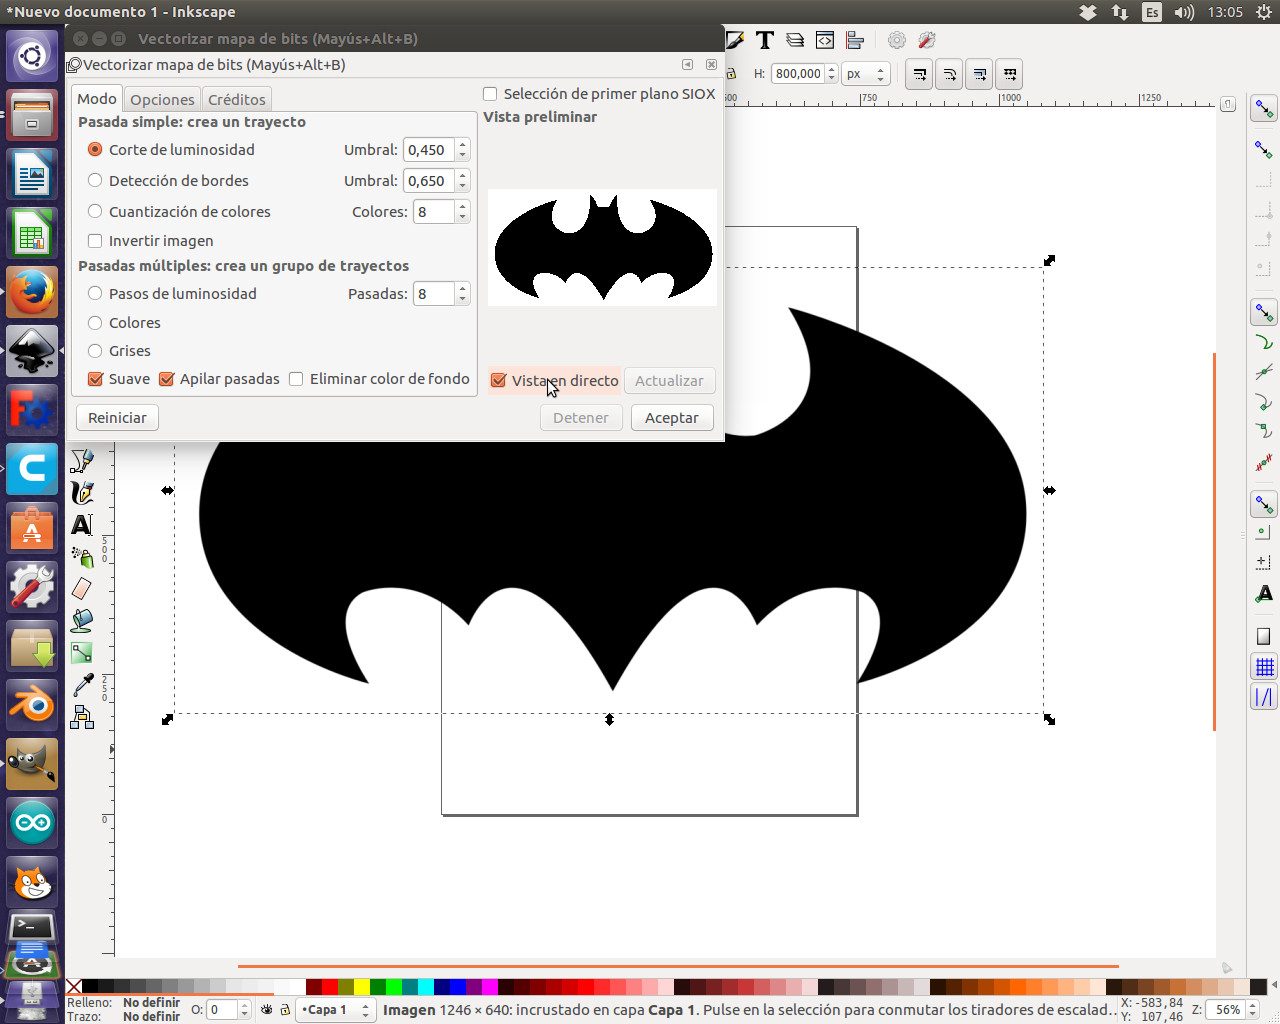 *Nuevo documento 1 - Inkscape
Es
13:05
Vectorizar mapa de bits (Mayús+Alt+B)
Vectorizar mapa de bits (Mayús+Alt+B)
Modo
Opciones
Créditos
Selección de primer plano SIOX
Pasada simple: crea un trayecto
Vista preliminar
Corte de luminosidad
Umbral: 0,450
Detección de bordes
Umbral: 0,650
Cuantización de colores
Colores: 8
Invertir imagen
Pasadas múltiples: crea un grupo de trayectos
Pasos de luminosidad
Pasadas: 8
Colores
Grises
Suave
Apilar pasadas
Eliminar color de fondo
Vista en directo
Actualizar
Reiniciar
Detener
Aceptar
H: 800,000 px
750
1000
1250
500
250
0
Relleno: No definir
Trazo: No definir
O: 0
•Capa 1
Imagen 1246 × 640: incrustado en capa Capa 1. Pulse en la selección para conmutar los tiradores de escalad..
X: -583,84
Y: 107,46
Z: 56%